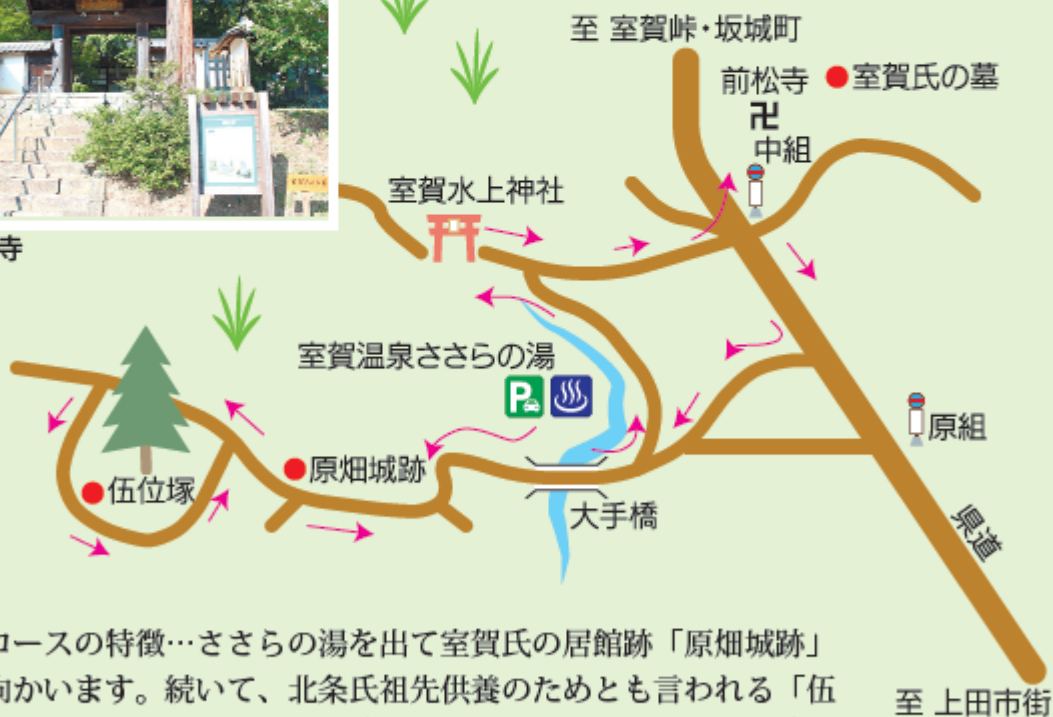 至 室賀峠・坂城町
前松寺
室賀氏の墓
卍
中組
室賀水上神社
寺
室賀温泉ささらの湯
P
原組
原畑城跡
伍位塚
大手橋
県道
コースの特徴…ささらの湯を出て室賀氏の居館跡「原畑城跡」
向かいます。続いて、北条氏祖先供養のためとも言われる「伍
至 上田市街